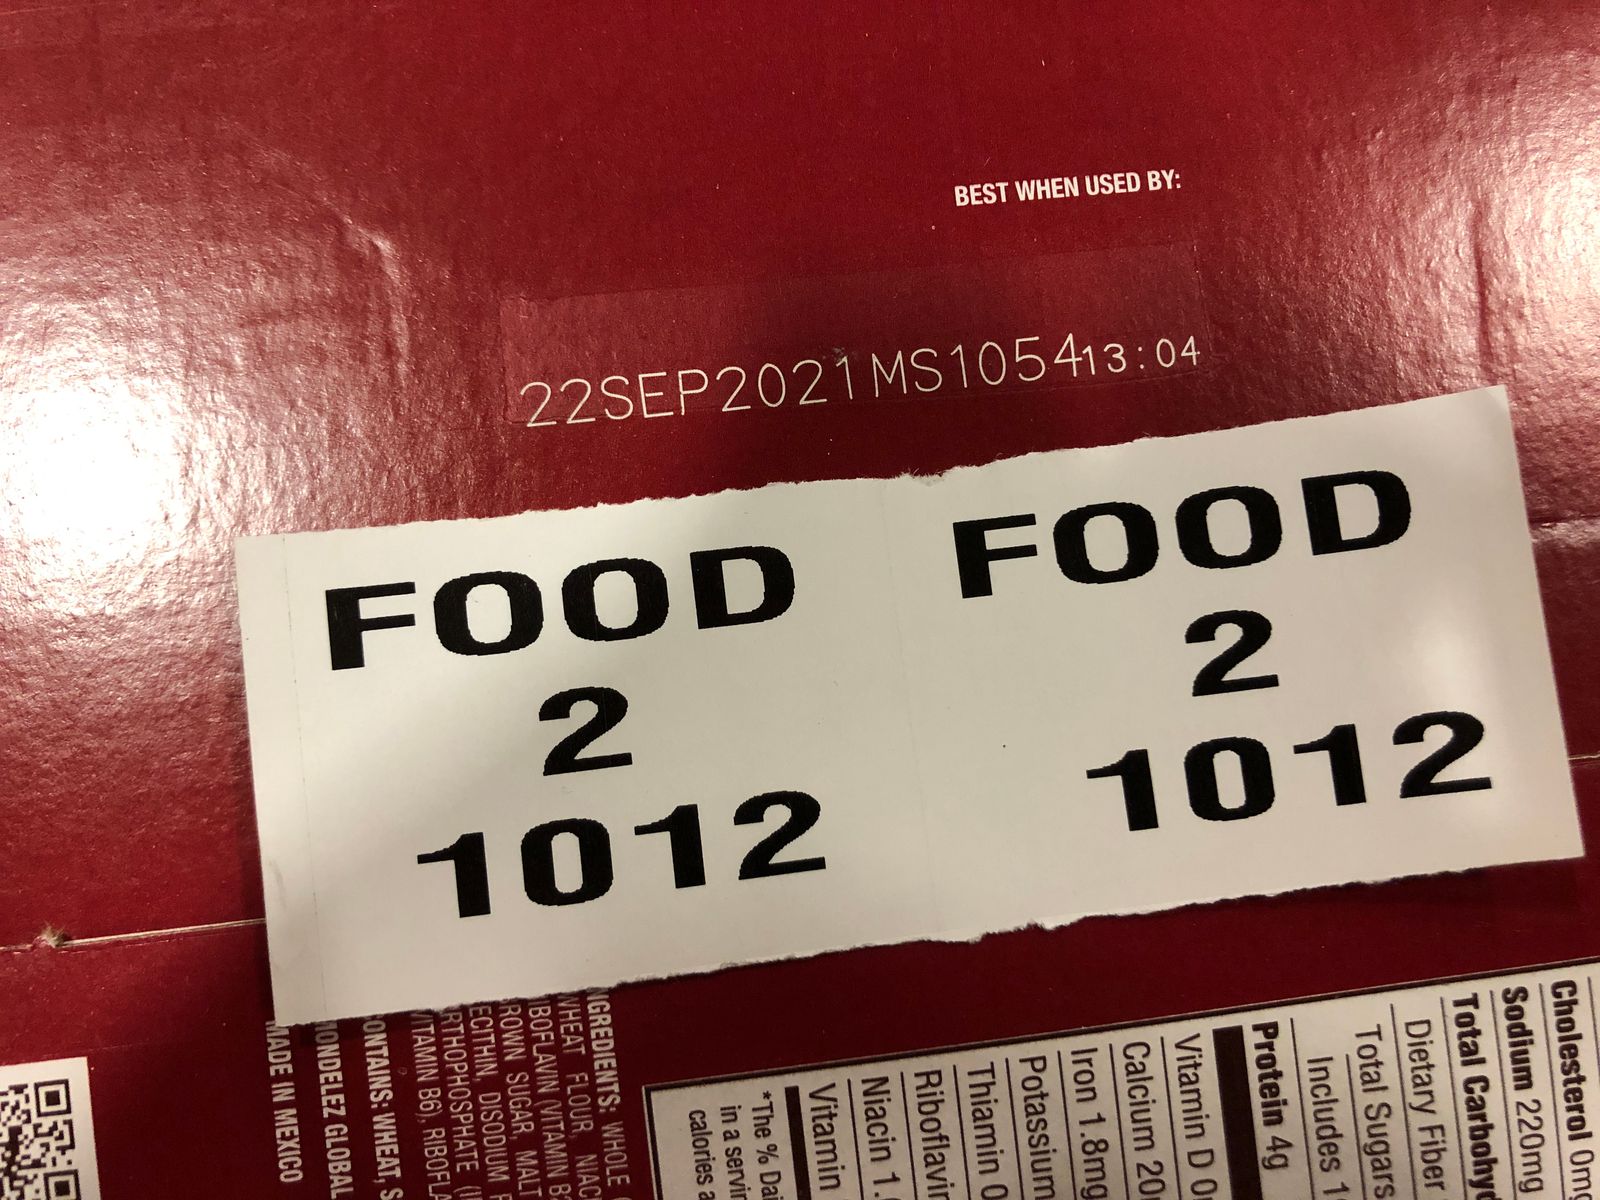 BEST WHEN USED BY:
22SEP2021MS105413:04
FOOD
2
1012
FOOD
2
1012
INGREDIENTS: WHOLE
WHEAT FLOUR, NIAC
RIBOFLAVIN (VITAMIN B
BROWN SUGAR, MALT
LECITHIN, DISODIUM
ORTHOPHOSPHATE
VITAMIN B6), RIBOFLA
CONTAINS: WHEAT, S
MONDELEZ GLOBAL
MADE IN MEXICO
Cholesterol 0mg
Sodium 220mg
Total Carbohy
Dietary Fiber
Total Sugars
Includes 1
Protein 4g
Vitamin D 0
Calcium 20
Iron 1.8mg
Potassium
Thiamin 0
Riboflavin
Niacin 1.
Vitamin
*The % Dai
in a servin
calories a